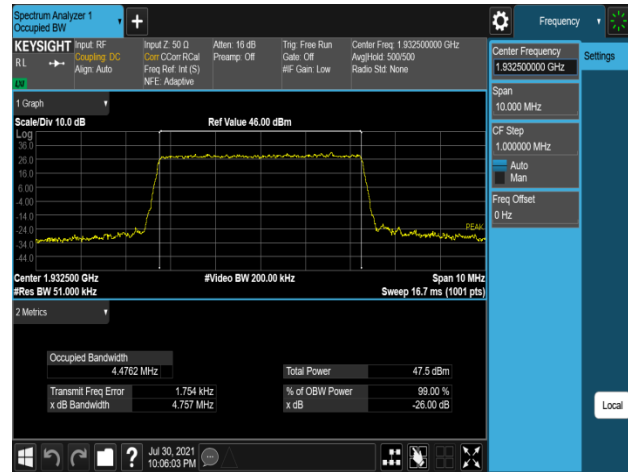 Spectrum Analyzer 1
Occupied BW
Frequency
KEYSIGHT
RL
Input: RF
Coupling: DC
Align: Auto
Input Z: 50 Ω
Corr CCorr RCal
Freq Ref: Int (S)
NFE: Adaptive
Atten: 16 dB
Preamp: Off
Trig: Free Run
Gate: Off
#IF Gain: Low
Center Freq: 1.932500000 GHz
Avg|Hold: 500/500
Radio Std: None
LNI
Center Frequency
1.932500000 GHz
Settings
Span
10.000 MHz
CF Step
1.000000 MHz
Auto
Man
Freq Offset
0 Hz
Local
1 Graph
Scale/Div 10.0 dB
Ref Value 46.00 dBm
Log
36.0
26.0
16.0
6.00
-4.00
-14.0
-24.0
-34.0
-44.0
PEAK
Center 1.932500 GHz
#Video BW 200.00 kHz
Span 10 MHz
#Res BW 51.000 kHz
Sweep 16.7 ms (1001 pts)
2 Metrics
Occupied Bandwidth
4.4762 MHz
Total Power
47.5 dBm
Transmit Freq Error
1.754 kHz
% of OBW Power
99.00 %
x dB Bandwidth
4.757 MHz
x dB
-26.00 dB
?
Jul 30, 2021
10:06:03 PM